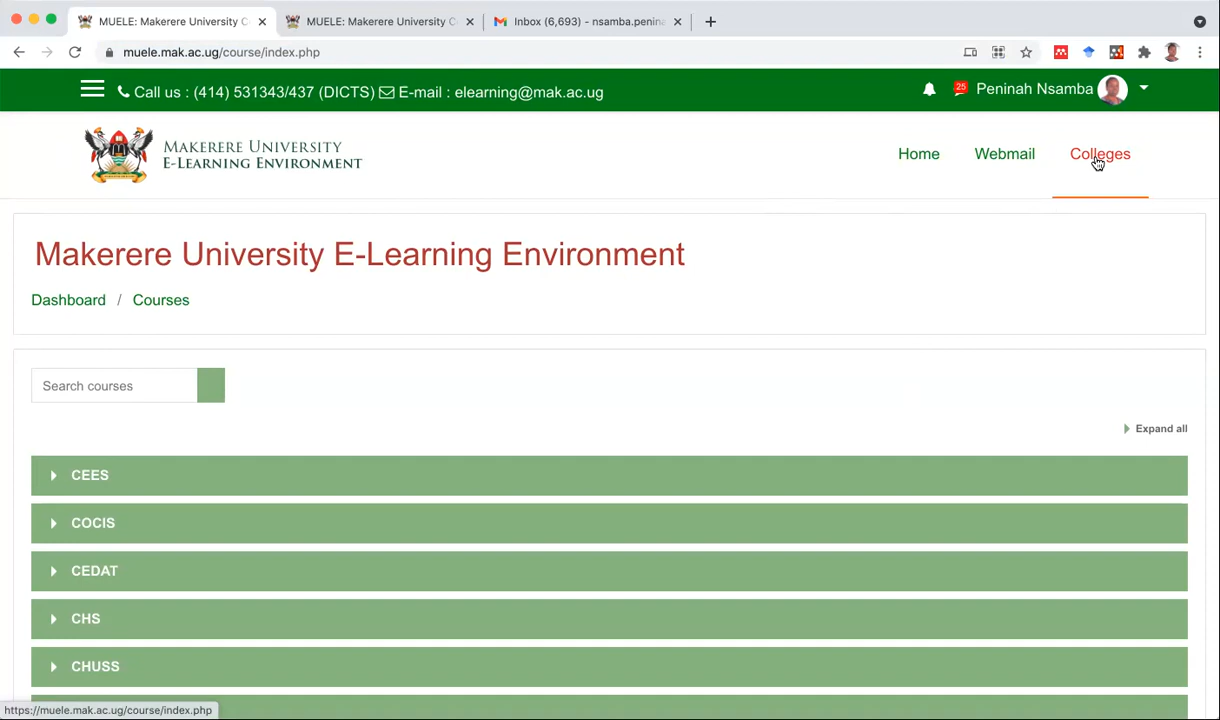 MUELE: Makerere University C
MUELE: Makerere University C
Inbox (6,693) - nsamba.penina
muele.mak.ac.ug/course/index.php
Call us : (414) 531343/437 (DICTS) E-mail : elearning@mak.ac.ug
25
Peninah Nsamba
MAKERERE UNIVERSITY
E-LEARNING ENVIRONMENT
Home
Webmail
Colleges
Makerere University E-Learning Environment
Dashboard / Courses
Search courses
Expand all
CEES
COCIS
CEDAT
CHS
CHUSS
https://muele.mak.ac.ug/course/index.php